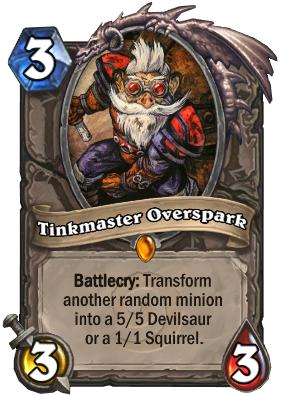 3
Tinkmaster Overspark
Battlecry: Transform
another random minion
into a 5/5 Devilsaur
or a 1/1 Squirrel.
3 3